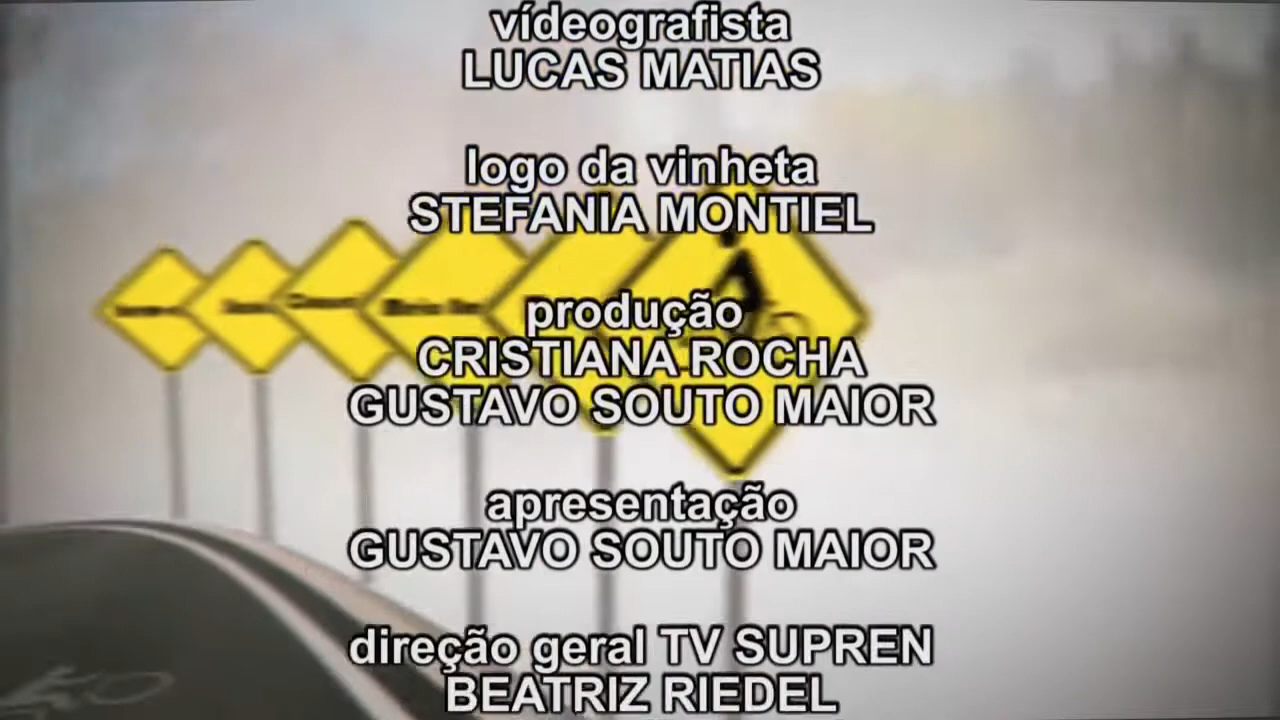 vídeografista
LUCAS MATIAS
logo da vinheta
STEFANIA MONTIEL
produção
CRISTIANA ROCHA
GUSTAVO SOUTO MAIOR
apresentação
GUSTAVO SOUTO MAIOR
direção geral TV SUPREN
BEATRIZ RIEDEL